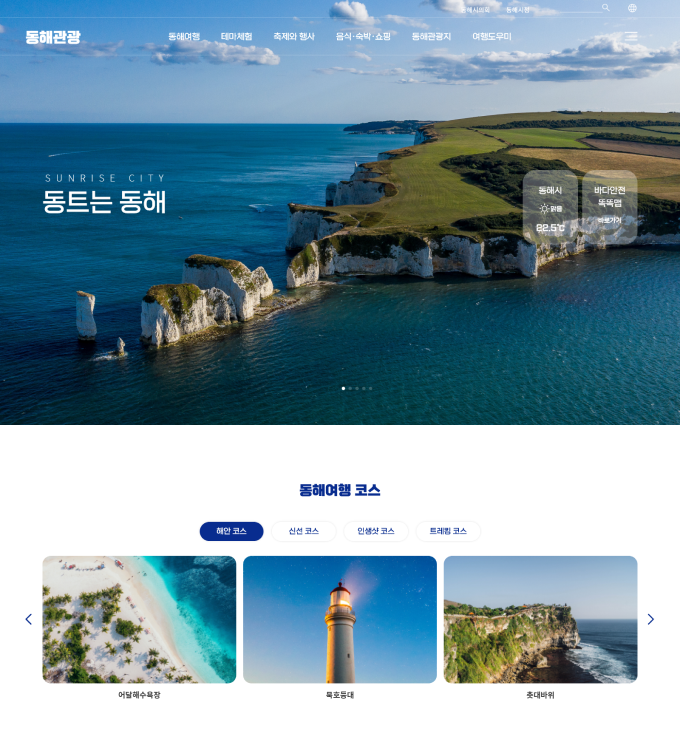 동해시의회 동해시청
동해관광 동해여행 테마체험 축제와 행사 음식·숙박·쇼핑 동해관광지 여행도우미
SUNRISE CITY
동트는 동해
동해시
맑음
22.5℃
바다안전
똑똑맵
바로가기
동해여행 코스
해안 코스 신선 코스 인생샷 코스 트레킹 코스
어달해수욕장 묵호등대 촛대바위